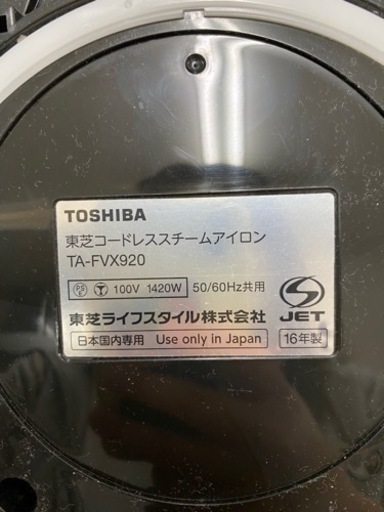 TOSHIBA
東芝コードレススチームアイロン
TA-FVX920
PS E 100V 1420W 50/60Hz共用
東芝ライフスタイル株式会社
JET
日本国内専用 Use only in Japan 16年製